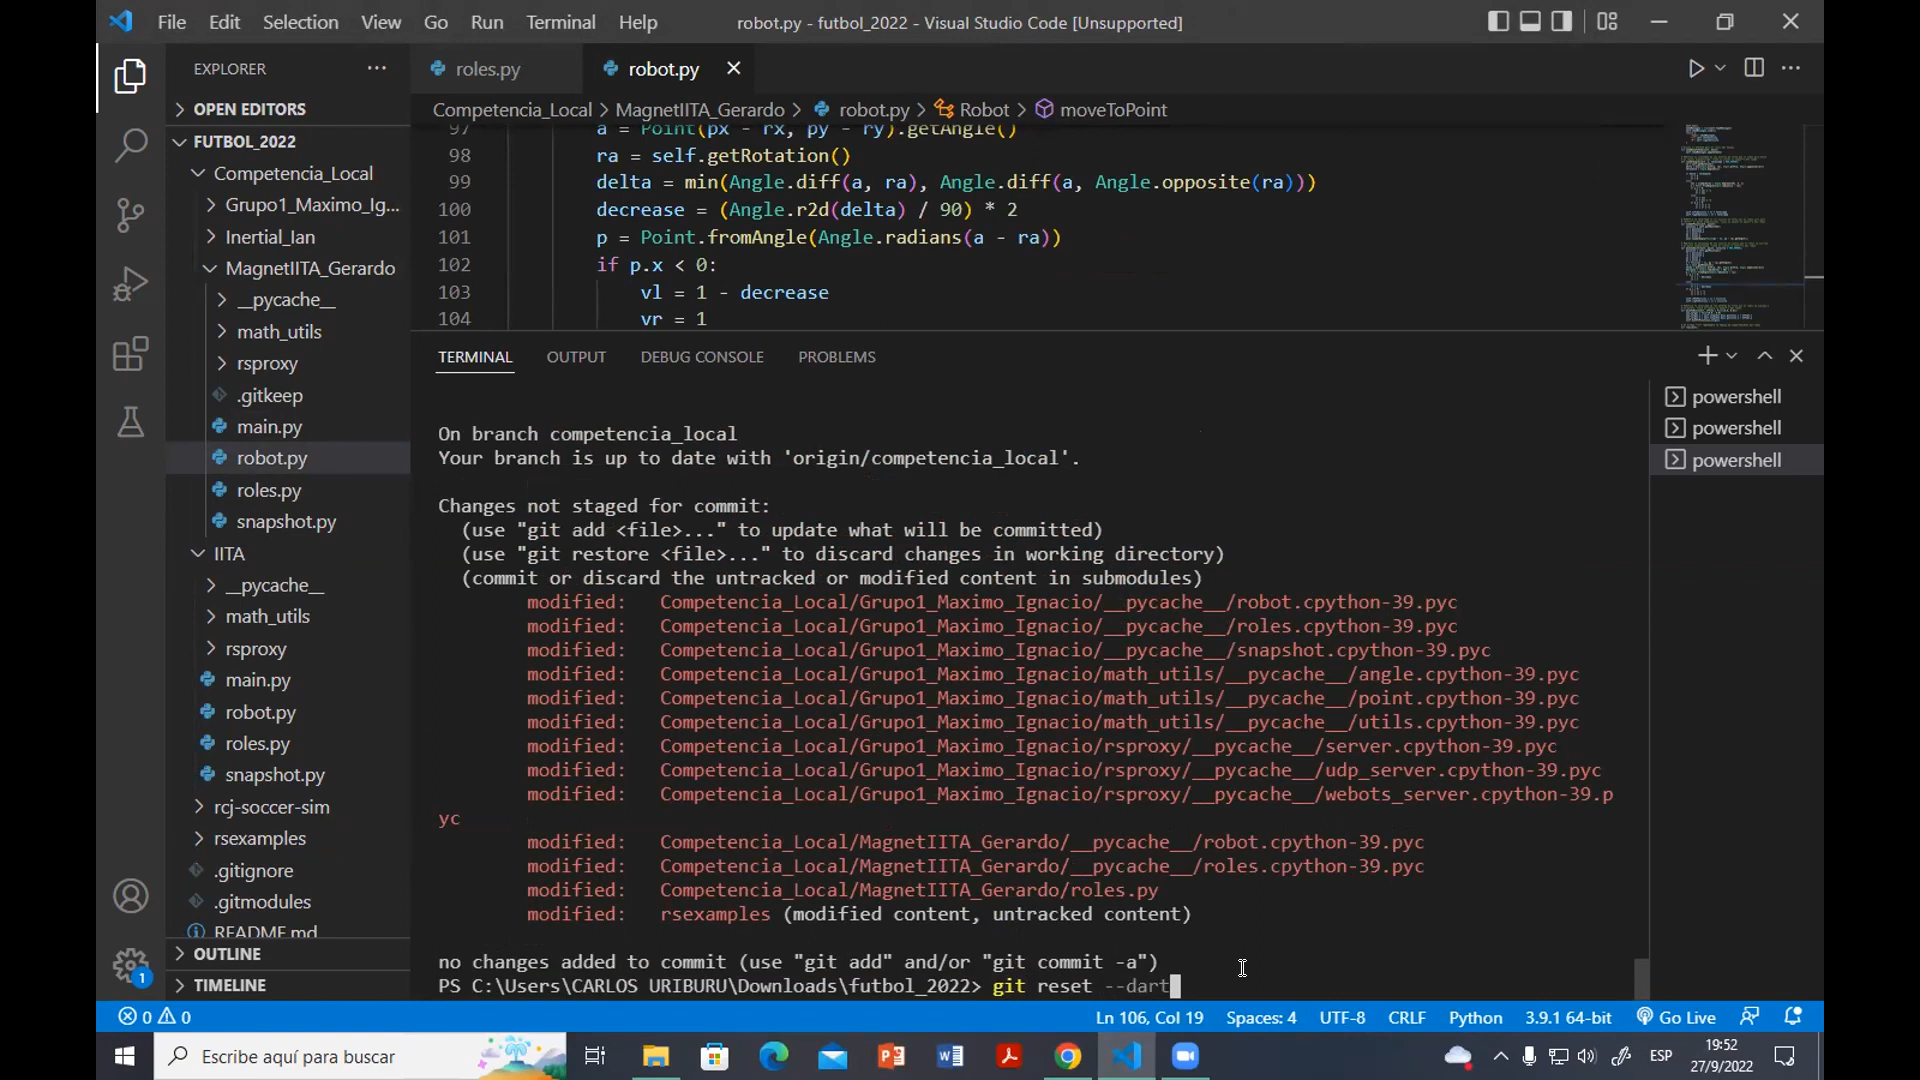 File Edit Selection View Go Run Terminal Help
robot.py - futbol_2022 - Visual Studio Code [Unsupported]
EXPLORER
OPEN EDITORS
FUTBOL_2022
Competencia_Local
Grupo1_Maximo_Ig...
Inertial_Ian
MagnetIITA_Gerardo
__pycache__
math_utils
rsproxy
.gitkeep
main.py
robot.py
roles.py
snapshot.py
IITA
__pycache__
math_utils
rsproxy
main.py
robot.py
roles.py
snapshot.py
rcj-soccer-sim
rsexamples
.gitignore
.gitmodules
README.md
OUTLINE
TIMELINE
roles.py
robot.py
Competencia_Local > MagnetIITA_Gerardo > robot.py > Robot > moveToPoint
97 a = Point(px - rx, py - ry).getAngle()
98 ra = self.getRotation()
99 delta = min(Angle.diff(a, ra), Angle.diff(a, Angle.opposite(ra)))
100 decrease = (Angle.r2d(delta) / 90) * 2
101 p = Point.fromAngle(Angle.radians(a - ra))
102 if p.x < 0:
103 vl = 1 - decrease
104 vr = 1
TERMINAL OUTPUT DEBUG CONSOLE PROBLEMS
powershell
powershell
powershell
On branch competencia_local
Your branch is up to date with 'origin/competencia_local'.
Changes not staged for commit:
(use "git add <file>..." to update what will be committed)
(use "git restore <file>..." to discard changes in working directory)
(commit or discard the untracked or modified content in submodules)
modified: Competencia_Local/Grupo1_Maximo_Ignacio/__pycache__/robot.cpython-39.pyc
modified: Competencia_Local/Grupo1_Maximo_Ignacio/__pycache__/roles.cpython-39.pyc
modified: Competencia_Local/Grupo1_Maximo_Ignacio/__pycache__/snapshot.cpython-39.pyc
modified: Competencia_Local/Grupo1_Maximo_Ignacio/math_utils/__pycache__/angle.cpython-39.pyc
modified: Competencia_Local/Grupo1_Maximo_Ignacio/math_utils/__pycache__/point.cpython-39.pyc
modified: Competencia_Local/Grupo1_Maximo_Ignacio/math_utils/__pycache__/utils.cpython-39.pyc
modified: Competencia_Local/Grupo1_Maximo_Ignacio/rsproxy/__pycache__/server.cpython-39.pyc
modified: Competencia_Local/Grupo1_Maximo_Ignacio/rsproxy/__pycache__/udp_server.cpython-39.pyc
modified: Competencia_Local/Grupo1_Maximo_Ignacio/rsproxy/__pycache__/webots_server.cpython-39.p
yc
modified: Competencia_Local/MagnetIITA_Gerardo/__pycache__/robot.cpython-39.pyc
modified: Competencia_Local/MagnetIITA_Gerardo/__pycache__/roles.cpython-39.pyc
modified: Competencia_Local/MagnetIITA_Gerardo/roles.py
modified: rsexamples (modified content, untracked content)
no changes added to commit (use "git add" and/or "git commit -a")
PS C:\Users\CARLOS URIBURU\Downloads\futbol_2022> git reset --dart
1
0 0
Ln 106, Col 19 Spaces: 4 UTF-8 CRLF Python 3.9.1 64-bit Go Live
Escribe aquí para buscar
ESP
19:52
27/9/2022